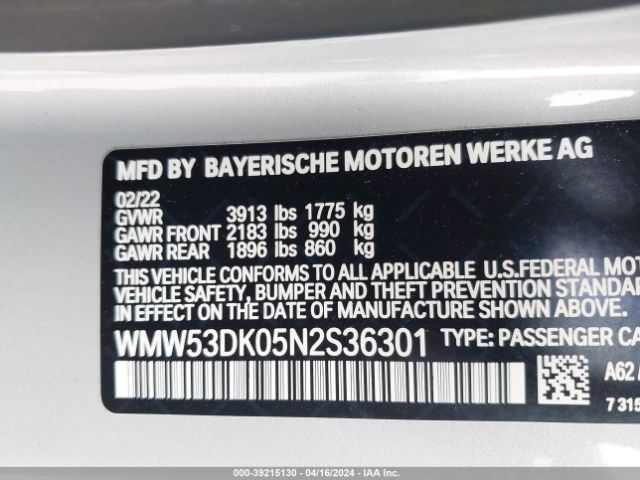 MFD BY BAYERISCHE MOTOREN WERKE AG
02/22
GVWR 3913 lbs 1775 kg
GAWR FRONT 2183 lbs 990 kg
GAWR REAR 1896 lbs 860 kg
THIS VEHICLE CONFORMS TO ALL APPLICABLE U.S.FEDERAL MOT
VEHICLE SAFETY, BUMPER AND THEFT PREVENTION STANDAR
IN EFFECT ON THE DATE OF MANUFACTURE SHOWN ABOVE.
WMW53DK05N2S36301 TYPE: PASSENGER CA
A62
7 315
000-39215130 - 04/16/2024 - IAA Inc.